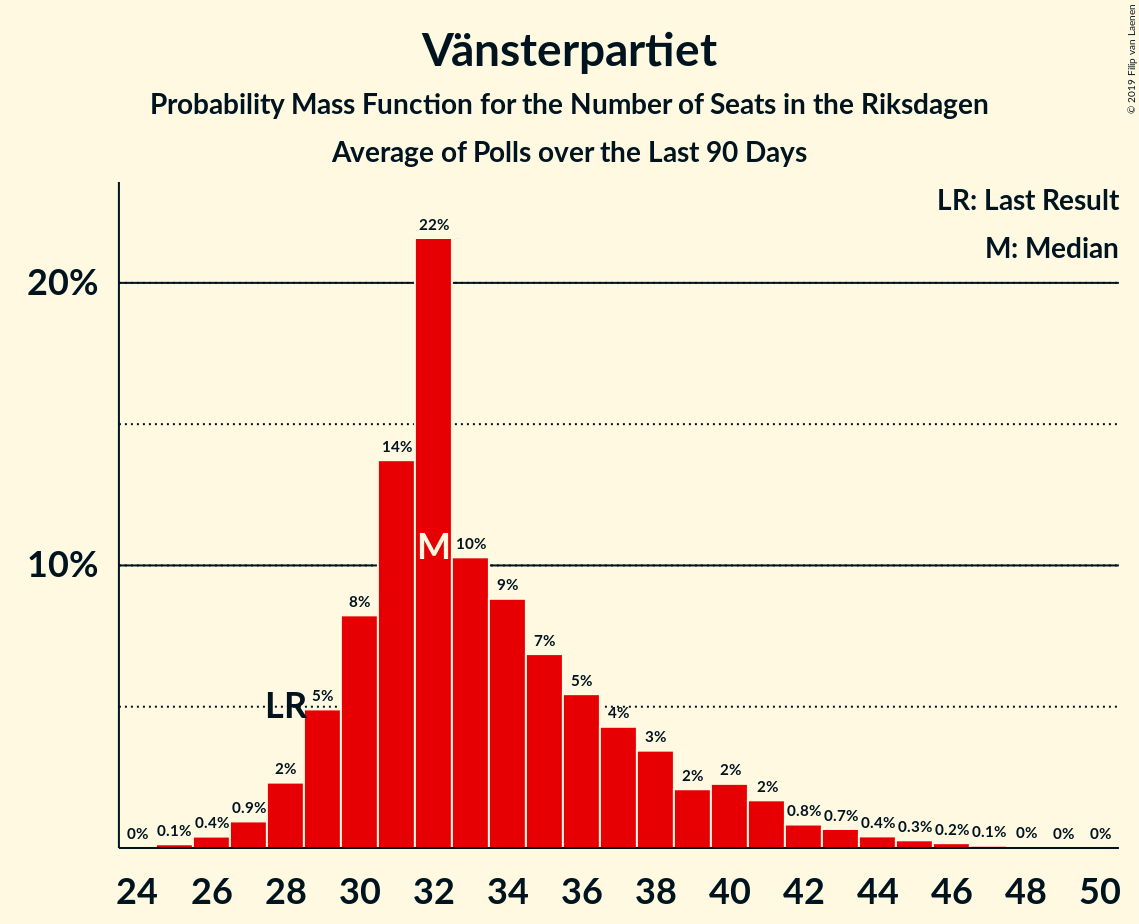 Vänsterpartiet
Probability Mass Function for the Number of Seats in the Riksdagen
Average of Polls over the Last 90 Days
© 2019 Filip van Laenen
LR: Last Result
M: Median
20%
10%
0% 0.1% 0.4% 0.9% 2% 5% 8% 14% 22% 10% 9% 7% 5% 4% 3% 2% 2% 2% 0.8% 0.7% 0.4% 0.3% 0.2% 0.1% 0% 0% 0%
LR
M
24 26 28 30 32 34 36 38 40 42 44 46 48 50